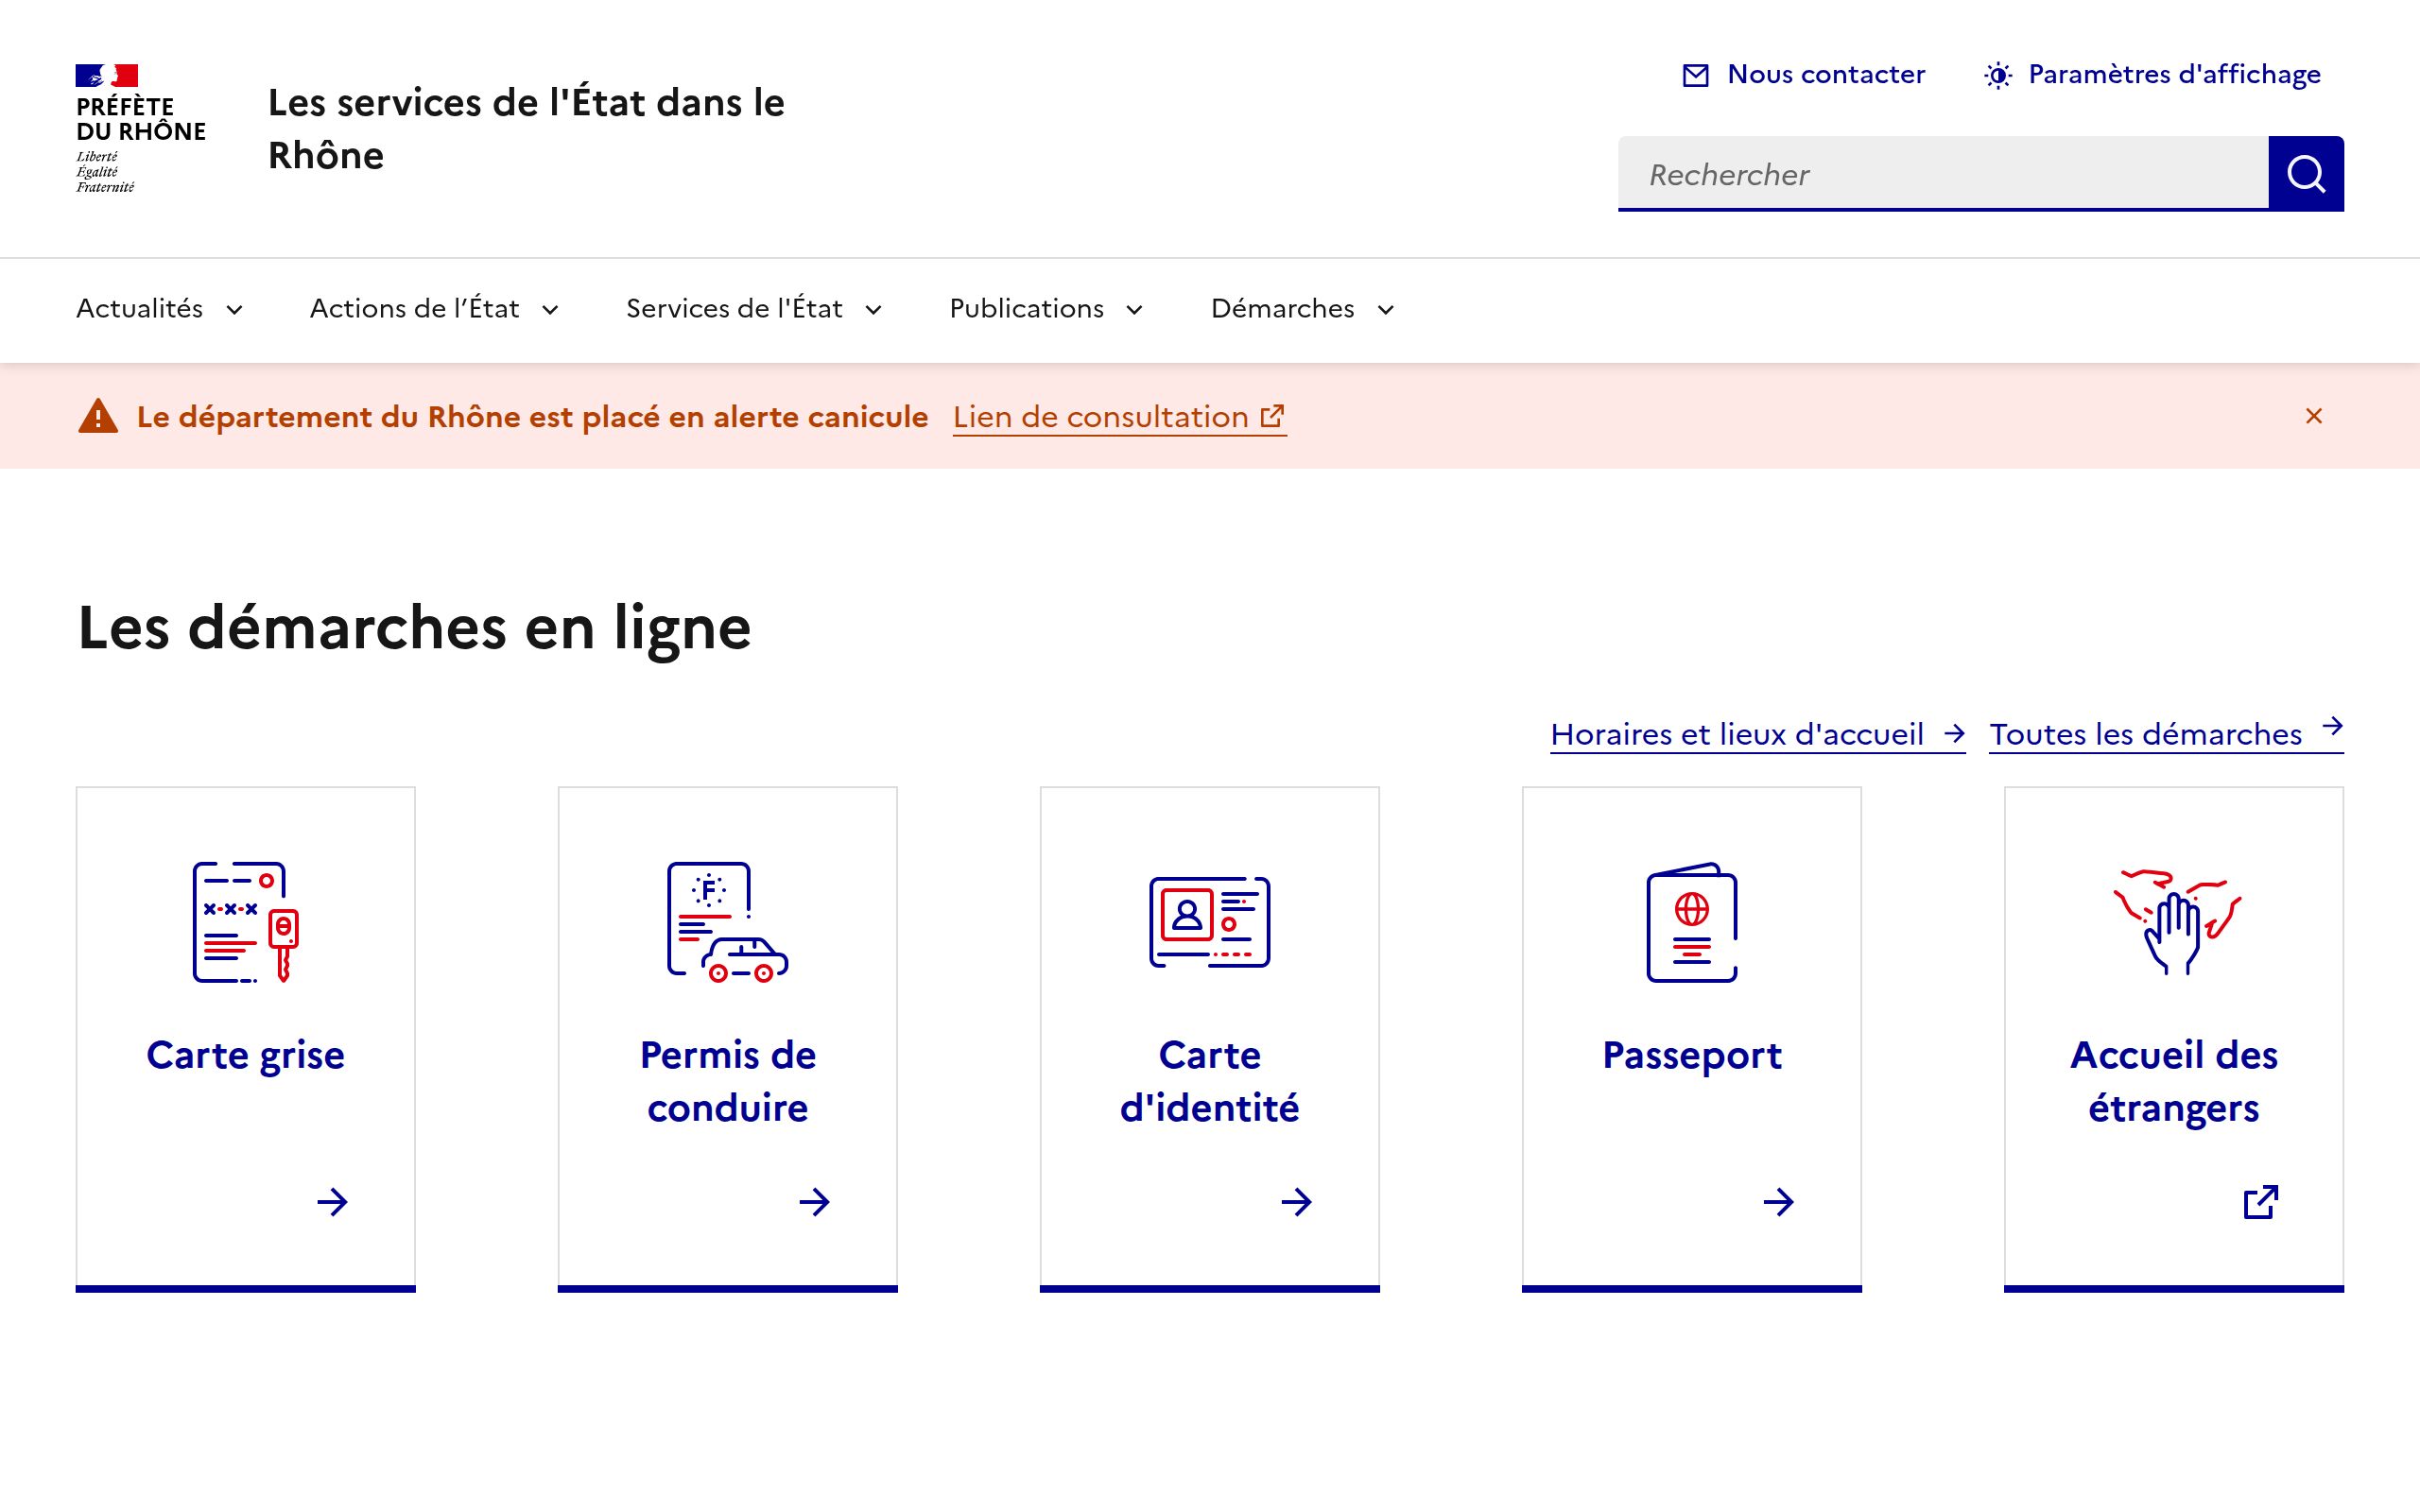 PRÉFÈTE
DU RHÔNE
Liberté
Égalité
Fraternité
Les services de l'État dans le
Rhône
Nous contacter
Paramètres d'affichage
Rechercher
Actualités
Actions de l’État
Services de l'État
Publications
Démarches
Le département du Rhône est placé en alerte canicule Lien de consultation
Les démarches en ligne
Horaires et lieux d'accueil
Toutes les démarches
Carte grise
F
Permis de
conduire
Carte
d'identité
Passeport
Accueil des
étrangers